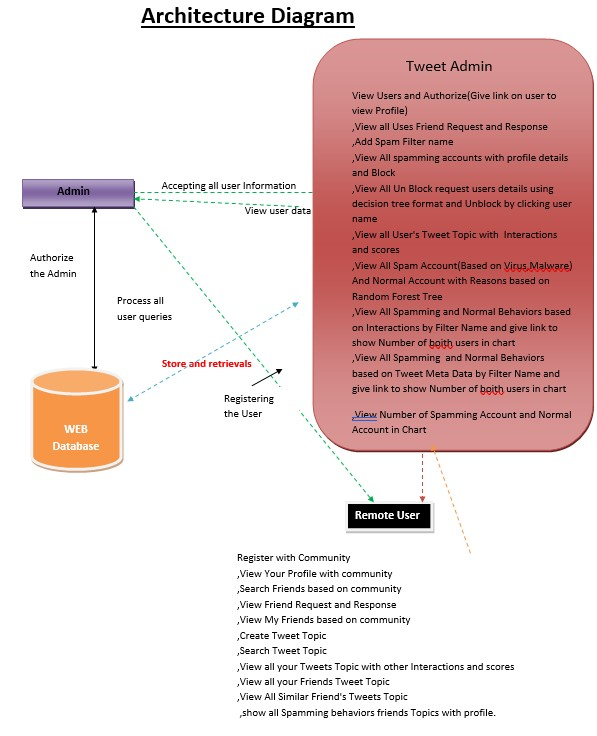 Architecture Diagram
Tweet Admin
View Users and Authorize(Give link on user to
view Profile)
,View all Uses Friend Request and Response
,Add Spam Filter name
,View All spamming accounts with profile details
and Block
,View All Un Block request users details using
decision tree format and Unblock by clicking user
name
,View all User's Tweet Topic with Interactions
and scores
,View All Spam Account(Based on Virus,Malware)
And Normal Account with Reasons based on
Random Forest Tree
,View All Spamming and Normal Behaviors based
on Interactions by Filter Name and give link to
show Number of boith users in chart
,View All Spamming and Normal Behaviors
based on Tweet Meta Data by Filter Name and
give link to show Number of boith users in chart
,View Number of Spamming Account and Normal
Account in Chart
Admin
Accepting all user Information
View user data
Authorize
the Admin
Process all
user queries
Store and retrievals
Registering
the User
WEB
Database
Remote User
Register with Community
,View Your Profile with community
,Search Friends based on community
,View Friend Request and Response
,View My Friends based on community
,Create Tweet Topic
,Search Tweet Topic
,View all your Tweets Topic with other Interactions and scores
,View all your Friends Tweet Topic
,View All Similar Friend's Tweets Topic
,show all Spamming behaviors friends Topics with profile.